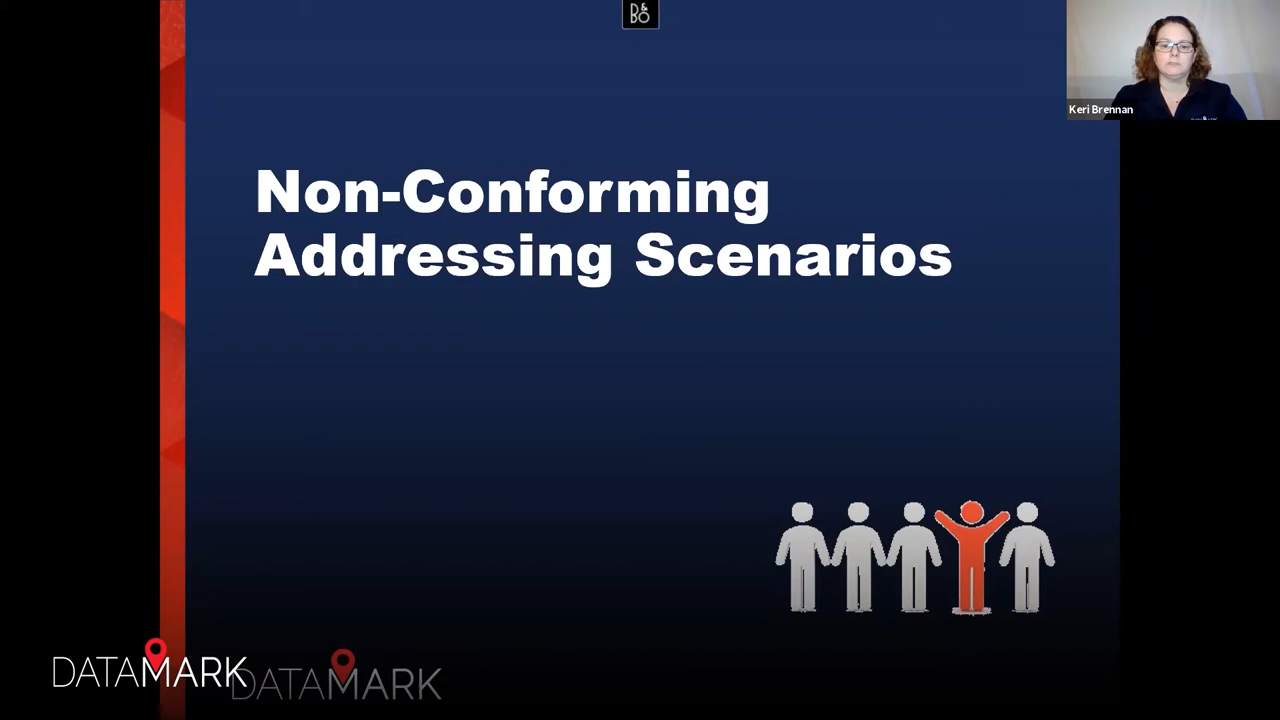 B&O
Keri Brennan
Non-Conforming
Addressing Scenarios
DATAMARK
DATAMARK